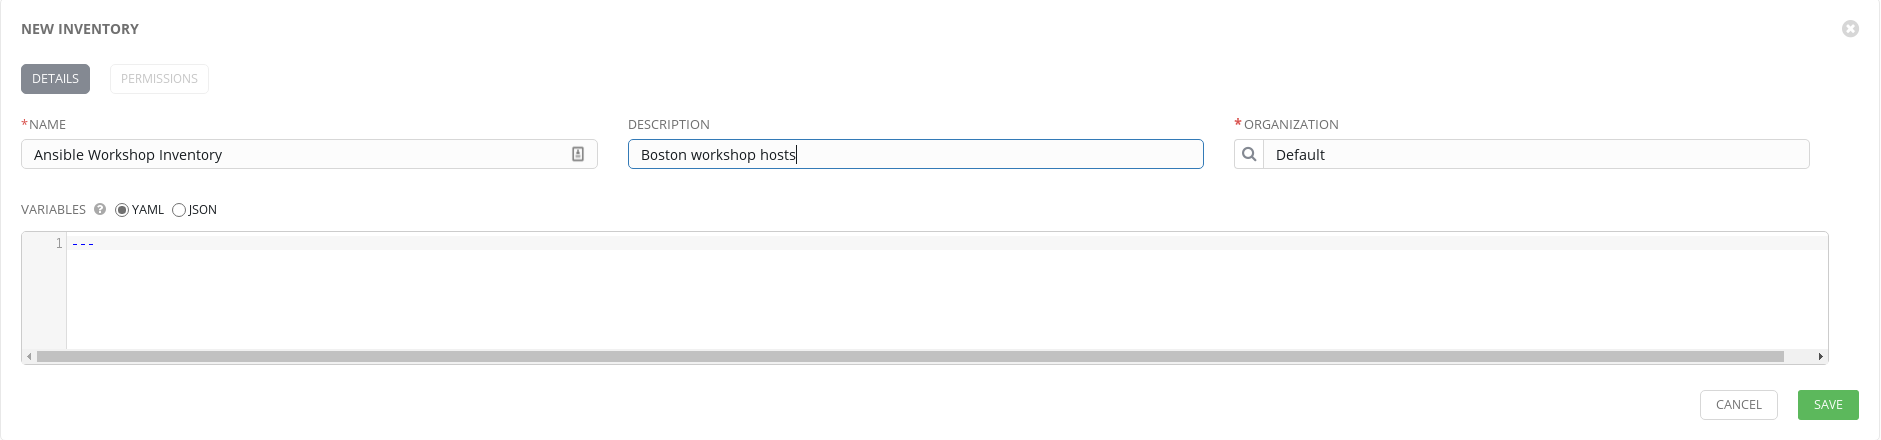 NEW INVENTORY
DETAILS PERMISSIONS
*NAME DESCRIPTION * ORGANIZATION
Ansible Workshop Inventory Boston workshop hosts Default
VARIABLES ? YAML JSON
1 ---
CANCEL SAVE